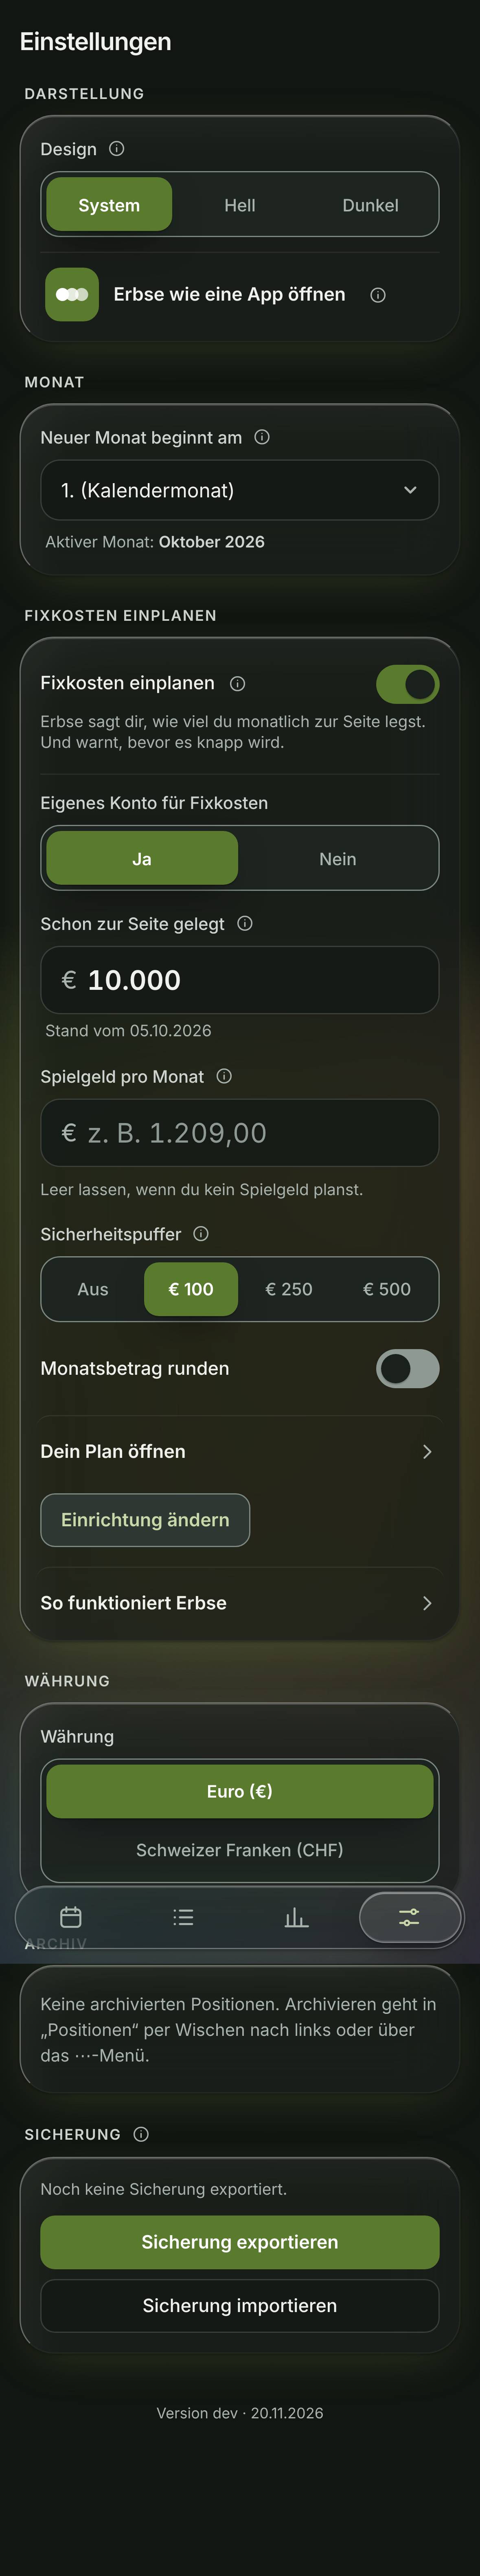 Einstellungen
DARSTELLUNG
Design
System
Hell
Dunkel
Erbse wie eine App öffnen
MONAT
Neuer Monat beginnt am
1. (Kalendermonat)
Aktiver Monat: Oktober 2026
FIXKOSTEN EINPLANEN
Fixkosten einplanen
Erbse sagt dir, wie viel du monatlich zur Seite legst.
Und warnt, bevor es knapp wird.
Eigenes Konto für Fixkosten
Ja
Nein
Schon zur Seite gelegt
€ 10.000
Stand vom 05.10.2026
Spielgeld pro Monat
€ z. B. 1.209,00
Leer lassen, wenn du kein Spielgeld planst.
Sicherheitspuffer
Aus
€ 100
€ 250
€ 500
Monatsbetrag runden
Dein Plan öffnen
Einrichtung ändern
So funktioniert Erbse
WÄHRUNG
Währung
Euro (€)
Schweizer Franken (CHF)
ARCHIV
Keine archivierten Positionen. Archivieren geht in
„Positionen“ per Wischen nach links oder über
das ···-Menü.
SICHERUNG
Noch keine Sicherung exportiert.
Sicherung exportieren
Sicherung importieren
Version dev · 20.11.2026